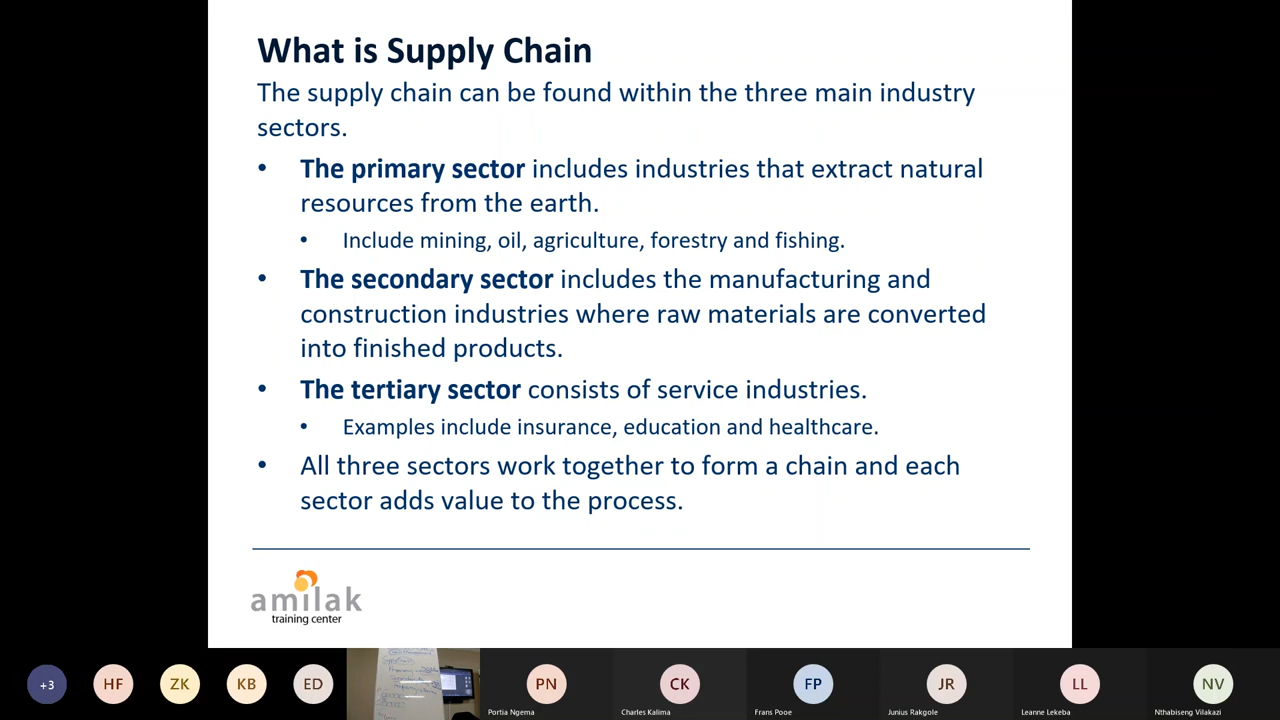 What is Supply Chain
The supply chain can be found within the three main industry
sectors.
• The primary sector includes industries that extract natural
resources from the earth.
• Include mining, oil, agriculture, forestry and fishing.
• The secondary sector includes the manufacturing and
construction industries where raw materials are converted
into finished products.
• The tertiary sector consists of service industries.
• Examples include insurance, education and healthcare.
• All three sectors work together to form a chain and each
sector adds value to the process.
amilak
training center
+3
HF
ZK
KB
ED
PN
Portia Ngema
CK
Charles Kalima
FP
Frans Pooe
JR
Junius Rakgole
LL
Leanne Lekeba
NV
Nthabiseng Vilakazi